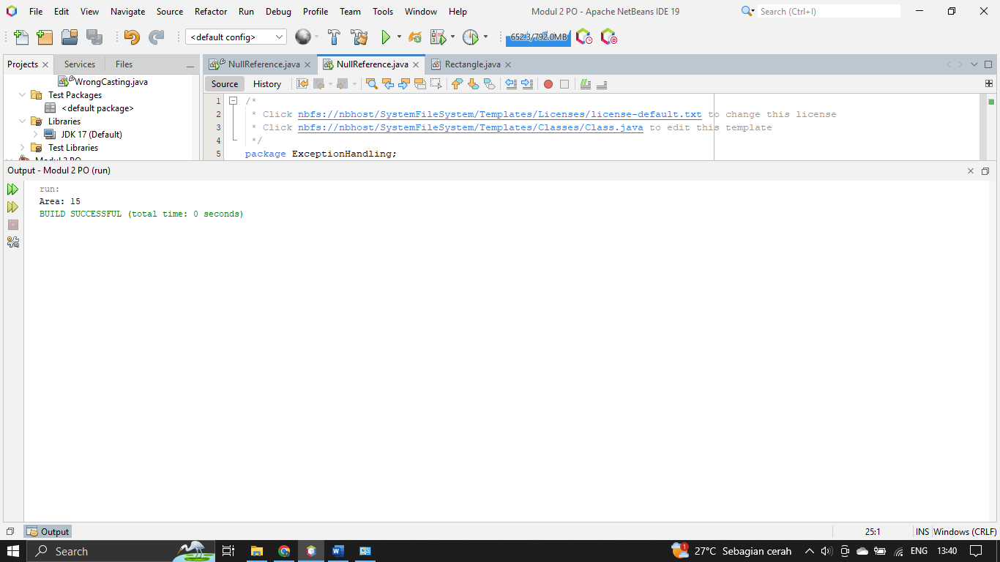 File Edit View Navigate Source Refactor Run Debug Profile Team Tools Window Help
Modul 2 PO - Apache NetBeans IDE 19
Search (Ctrl+I)
<default config>
652.3/792.0MB
Projects Services Files
NullReference.java NullReference.java Rectangle.java
WrongCasting.java
Test Packages
<default package>
Libraries
JDK 17 (Default)
Test Libraries
Modul 2 PO
Source History
1 /*
2 * Click nbfs://nbhost/SystemFileSystem/Templates/Licenses/license-default.txt to change this license
3 * Click nbfs://nbhost/SystemFileSystem/Templates/Classes/Class.java to edit this template
4 */
5 package ExceptionHandling;
Output - Modul 2 PO (run)
run:
Area: 15
BUILD SUCCESSFUL (total time: 0 seconds)
Output
25:1 INS Windows (CRLF)
Search
1
27°C Sebagian cerah
ENG 13:40